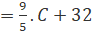 = 9/5 . C + 32